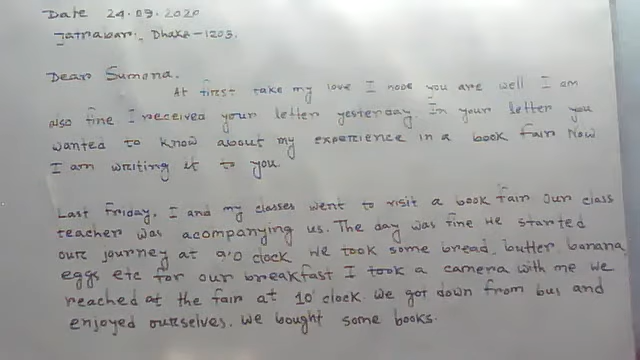 Date 24.09.2020
Jatrabari, Dhaka-1203.
Dear Sumona.
At first take my love I hope you are well I am
also fine I received your letter yesterday. In your letter you
wanted to know about my experience in a book fair Now
I am writing it to you.
Last Friday, I and my classes went to visit a book fair Our class
teacher was acompanying us. The day was fine We started
our journey at 9'0 clock We took some bread, butter, banana,
eggs etc for our breakfast I took a camera with me We
reached at the fair at 10' clock. We got down from bus and
enjoyed ourselves. We bought some books.